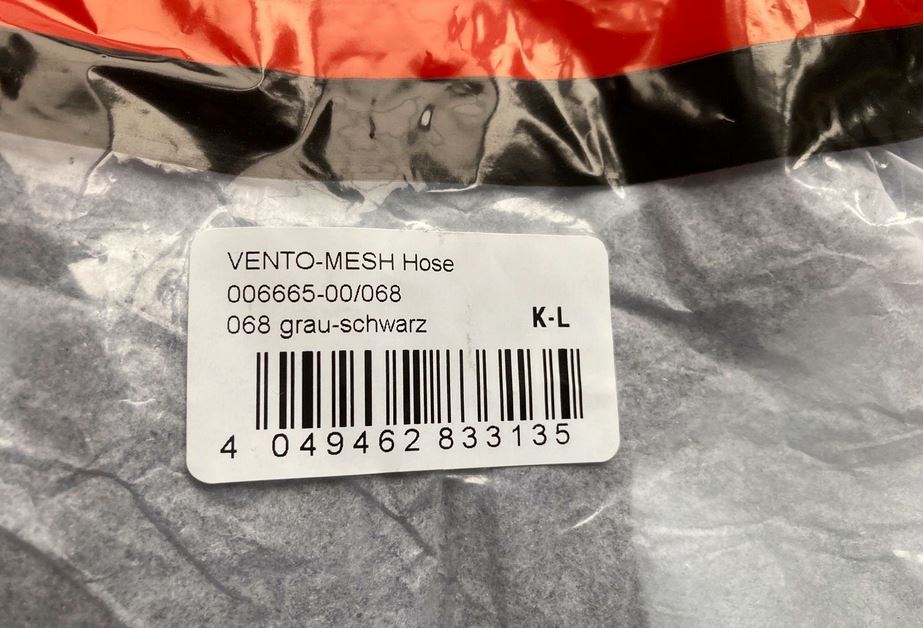 VENTO-MESH Hose
006665-00/068
068 grau-schwarz
K-L
4 049462 833135